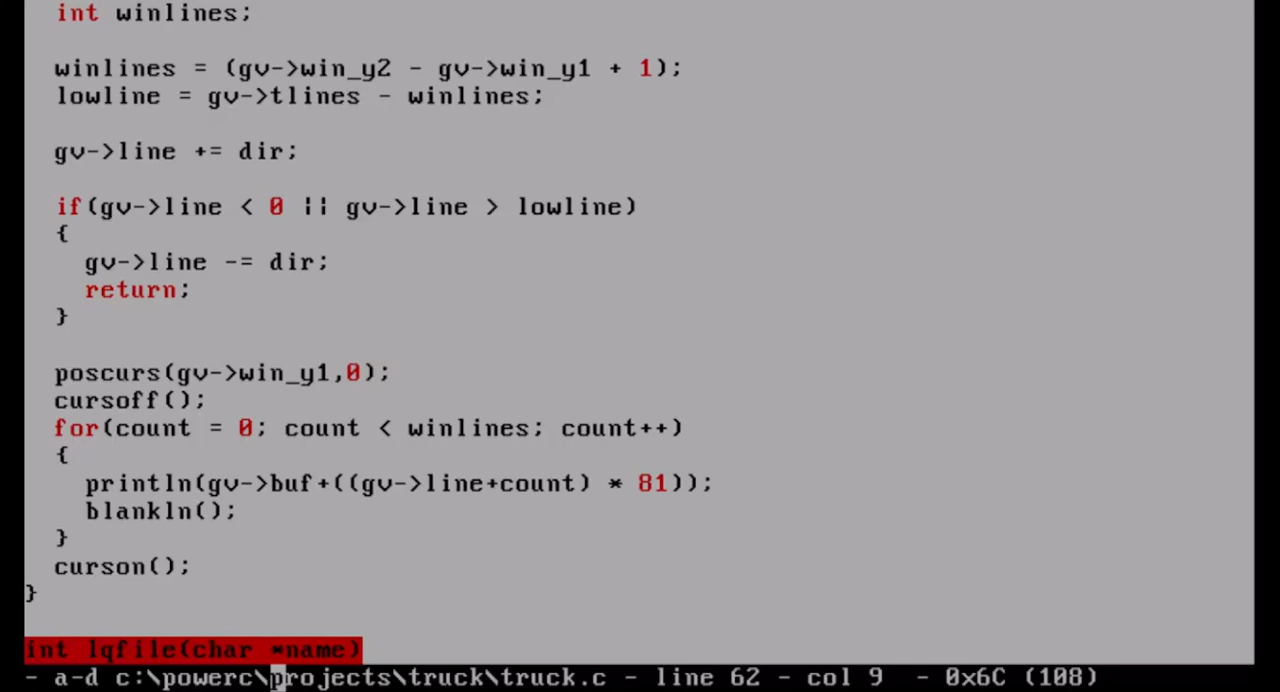 int winlines;
winlines = (gv->win_y2 - gv->win_y1 + 1);
lowline = gv->tlines - winlines;
gv->line += dir;
if(gv->line < 0 || gv->line > lowline)
{
gv->line -= dir;
return;
}
poscurs(gv->win_y1,0);
cursoff();
for(count = 0; count < winlines; count++)
{
println(gv->buf+((gv->line+count) * 81));
blankln();
}
curson();
}
int lqfile(char *name)
- a-d c:\powerc\projects\truck\truck.c - line 62 - col 9  - 0x6C (108)